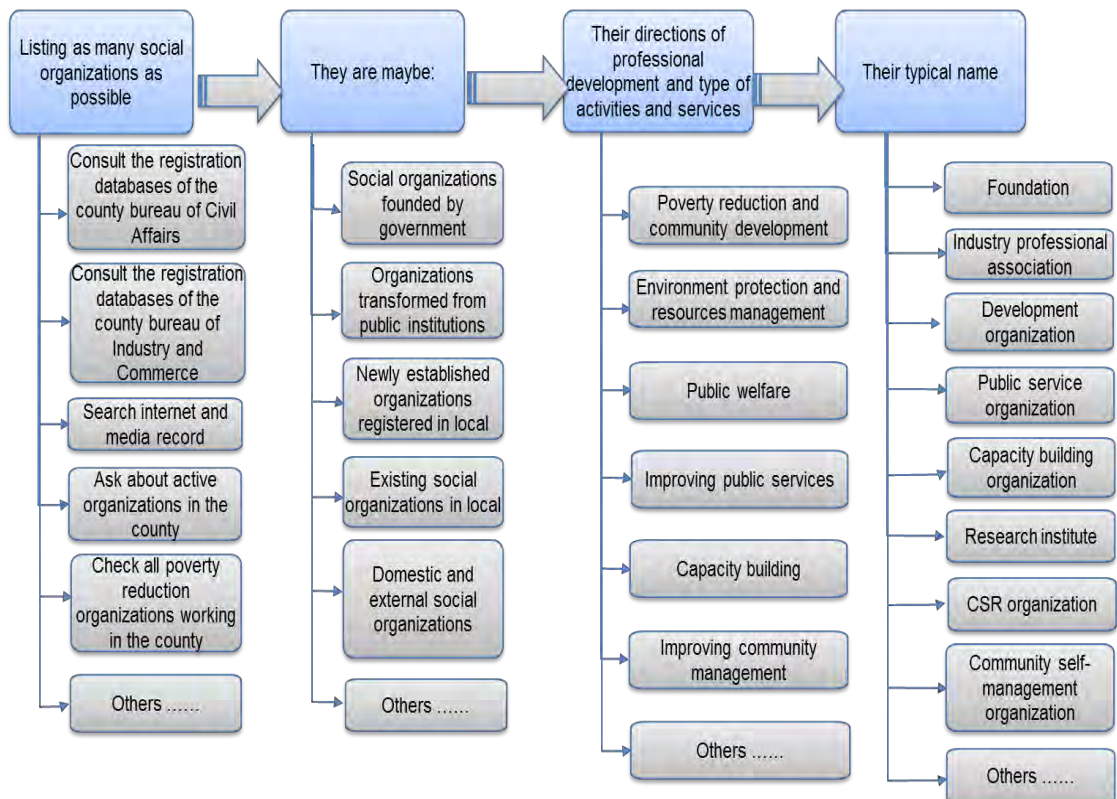 Listing as many social
organizations as
possible
They are maybe:
Their directions of
professional
development and type of
activities and services
Their typical name
Consult the registration
databases of the
county bureau of Civil
Affairs
Consult the registration
databases of the
county bureau of
Industry and
Commerce
Search internet and
media record
Ask about active
organizations in the
county
Check all poverty
reduction
organizations working
in the county
Others ……
Social organizations
founded by
government
Organizations
transformed from
public institutions
Newly established
organizations
registered in local
Existing social
organizations in local
Domestic and
external social
organizations
Others ……
Poverty reduction and
community development
Environment protection and
resources management
Public welfare
Improving public services
Capacity building
Improving community
management
Others ……
Foundation
Industry professional
association
Development
organization
Public service
organization
Capacity building
organization
Research institute
CSR organization
Community self-
management
organization
Others ……